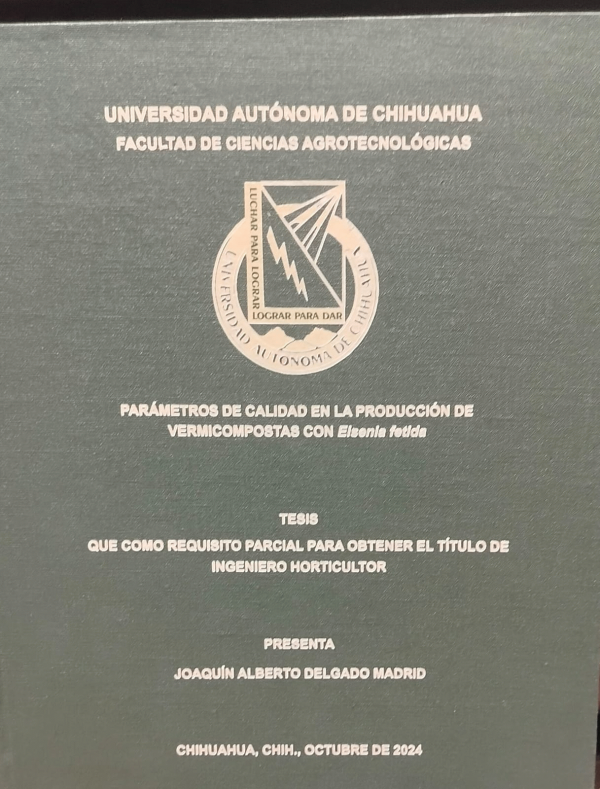 UNIVERSIDAD AUTÓNOMA DE CHIHUAHUA
FACULTAD DE CIENCIAS AGROTECNOLÓGICAS
LUCHAR PARA LOGRAR
LOGRAR PARA DAR
UNIVERSIDAD AUTONOMA DE CHIHUAHUA
PARÁMETROS DE CALIDAD EN LA PRODUCCIÓN DE
VERMICOMPOSTAS CON Eisenia fetida
TESIS
QUE COMO REQUISITO PARCIAL PARA OBTENER EL TÍTULO DE
INGENIERO HORTICULTOR
PRESENTA
JOAQUÍN ALBERTO DELGADO MADRID
CHIHUAHUA, CHIH., OCTUBRE DE 2024